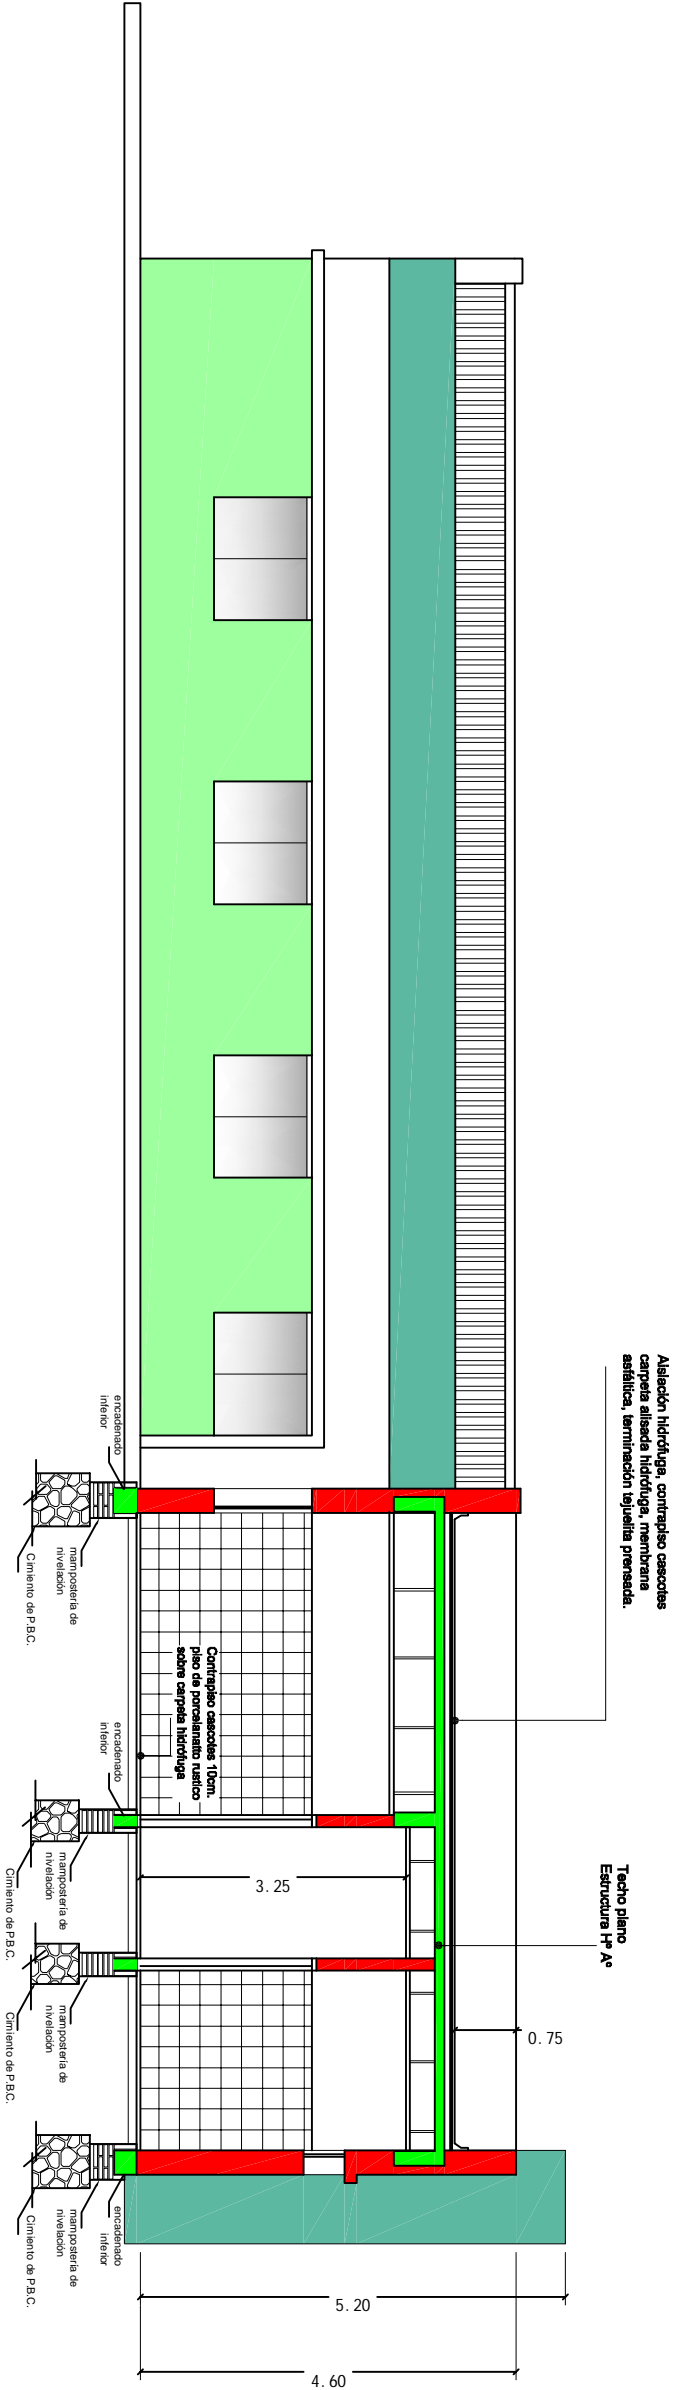 Aislación hidrófuga, contrapiso cascotes
carpeta alisada hidrófuga, membrana
asfáltica, terminación tejuelita prensada.
Techo plano
Estructura Hº Aº
0.75
Contrapiso cascotes 10cm.
piso de porcelanatto rustico
sobre carpeta hidrófuga
3.25
5.20
4.60
encadenado
inferior
mampostería de
nivelación
Cimiento de P.B.C.
encadenado
inferior
mampostería de
nivelación
Cimiento de P.B.C.
mampostería de
nivelación
Cimiento de P.B.C.
encadenado
inferior
mampostería de
nivelación
Cimiento de P.B.C.